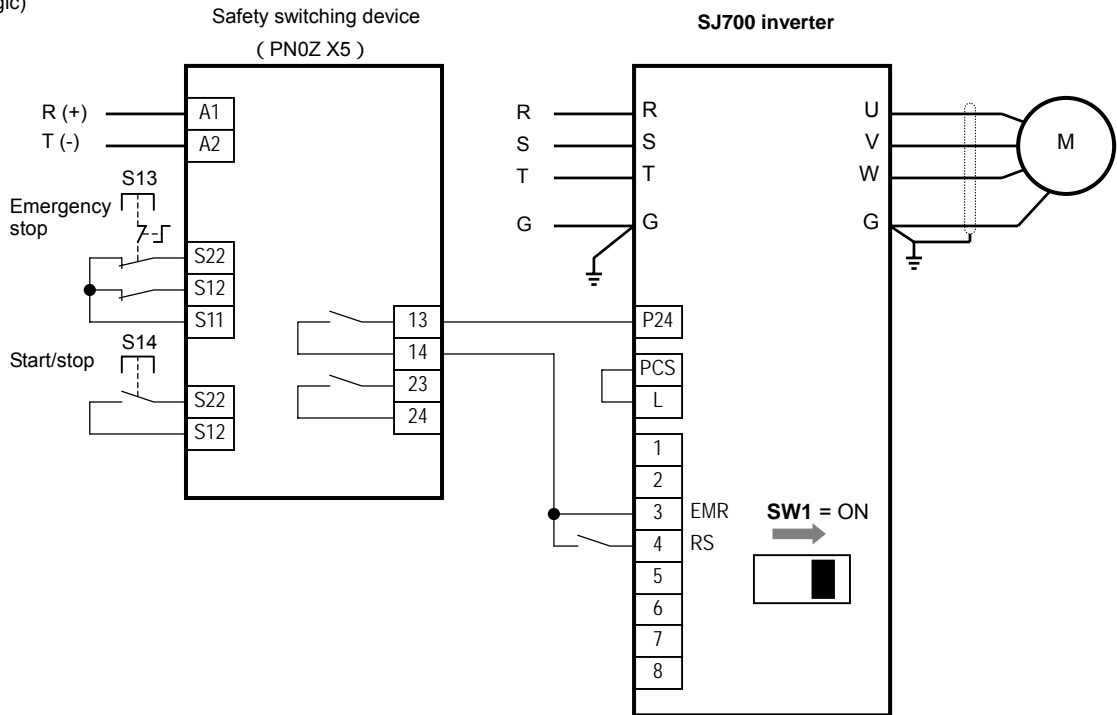 gic)
Safety switching device
( PN0Z X5 )
SJ700 inverter
R (+)
T (-)
A1
A2
S13
Emergency
stop
S22
S12
S11
S14
Start/stop
S22
S12
13
14
23
24
R
S
T
G
R
S
T
G
U
V
W
G
M
P24
PCS
L
1
2
3 EMR
4 RS
5
6
7
8
SW1 = ON